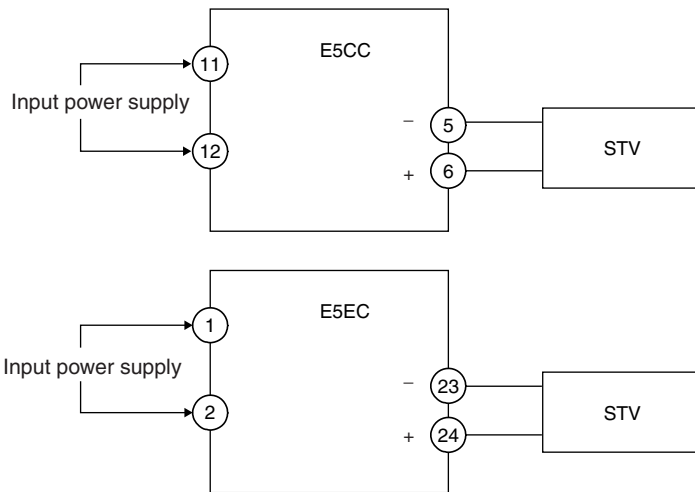 E5CC
11
Input power supply
12
– 5
+ 6
STV
E5EC
1
Input power supply
2
– 23
+ 24
STV